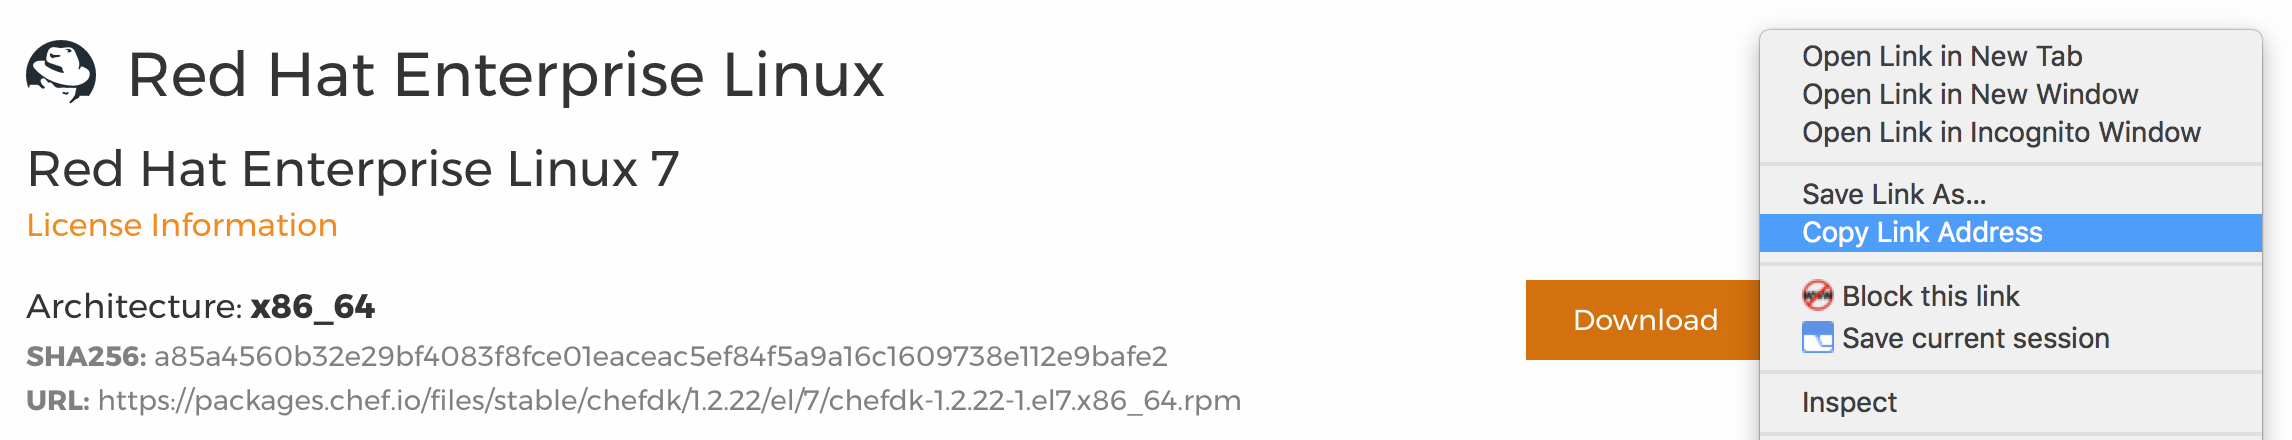 Red Hat Enterprise Linux
Red Hat Enterprise Linux 7
License Information
Architecture: x86_64
SHA256: a85a4560b32e29bf4083f8fce01eaceac5ef84f5a9a16c1609738e112e9bafe2
URL: https://packages.chef.io/files/stable/chefdk/1.2.22/el/7/chefdk-1.2.22-1.el7.x86_64.rpm
Download
Open Link in New Tab
Open Link in New Window
Open Link in Incognito Window
Save Link As...
Copy Link Address
Block this link
Save current session
Inspect